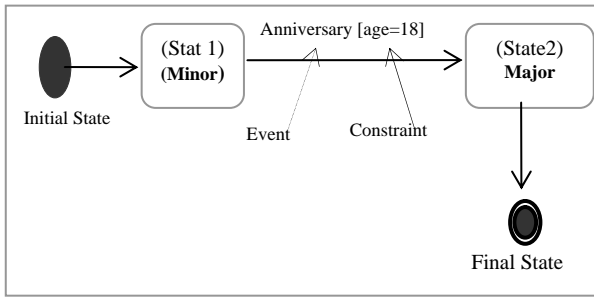 Anniversary [age=18]
(Stat 1)
(Minor)
(State2)
Major
Initial State
Event
Constraint
Final State